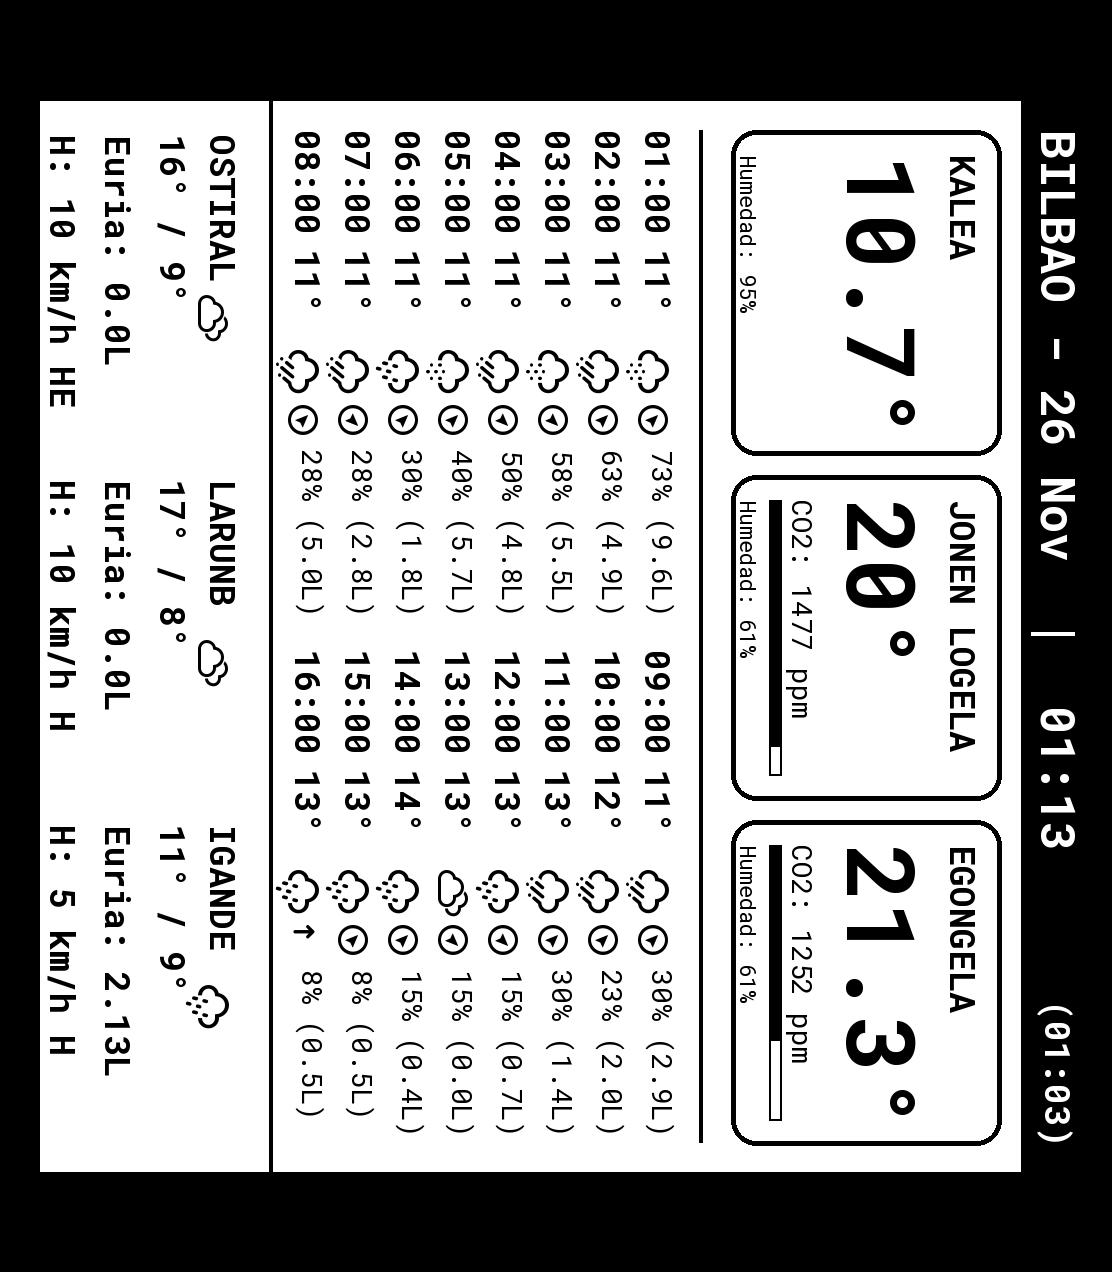 BILBAO - 26 Nov | 01:13 (01:03)
KALEA
10.7°
Humedad: 95%
JONEN LOGELA
20°
CO2: 1477 ppm
Humedad: 61%
EGONGELA
21.3°
CO2: 1252 ppm
Humedad: 61%
01:00 11° 73% (9.6L)
02:00 11° 63% (4.9L)
03:00 11° 58% (5.5L)
04:00 11° 50% (4.8L)
05:00 11° 40% (5.7L)
06:00 11° 30% (1.8L)
07:00 11° 28% (2.8L)
08:00 11° 28% (5.0L)
09:00 11° 30% (2.9L)
10:00 12° 23% (2.0L)
11:00 13° 30% (1.4L)
12:00 13° 15% (0.7L)
13:00 13° 15% (0.0L)
14:00 14° 15% (0.4L)
15:00 13° 8% (0.5L)
16:00 13° ↑ 8% (0.5L)
OSTIRAL
16° / 9°
Euria: 0.0L
H: 10 km/h HE
LARUNB
17° / 8°
Euria: 0.0L
H: 10 km/h H
IGANDE
11° / 9°
Euria: 2.13L
H: 5 km/h H